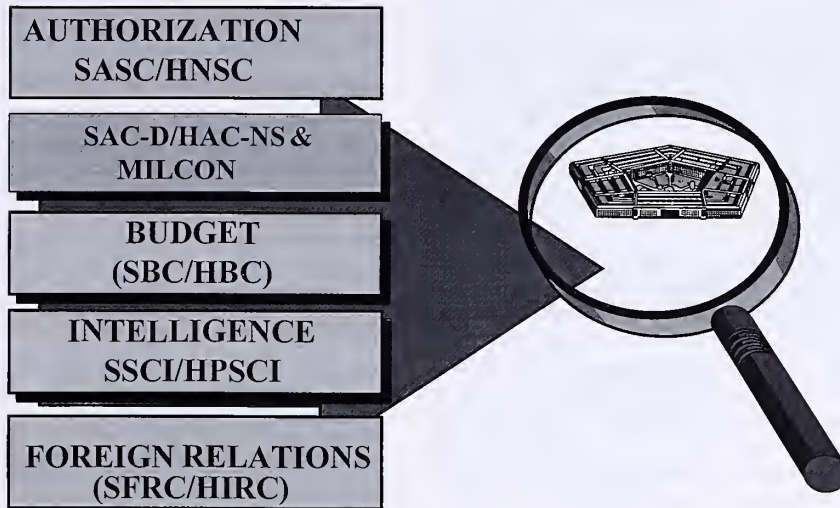 AUTHORIZATION
SASC/HNSC
SAC-D/HAC-NS &
MILCON
BUDGET
(SBC/HBC)
INTELLIGENCE
SSCI/HPSCI
FOREIGN RELATIONS
(SFRC/HIRC)